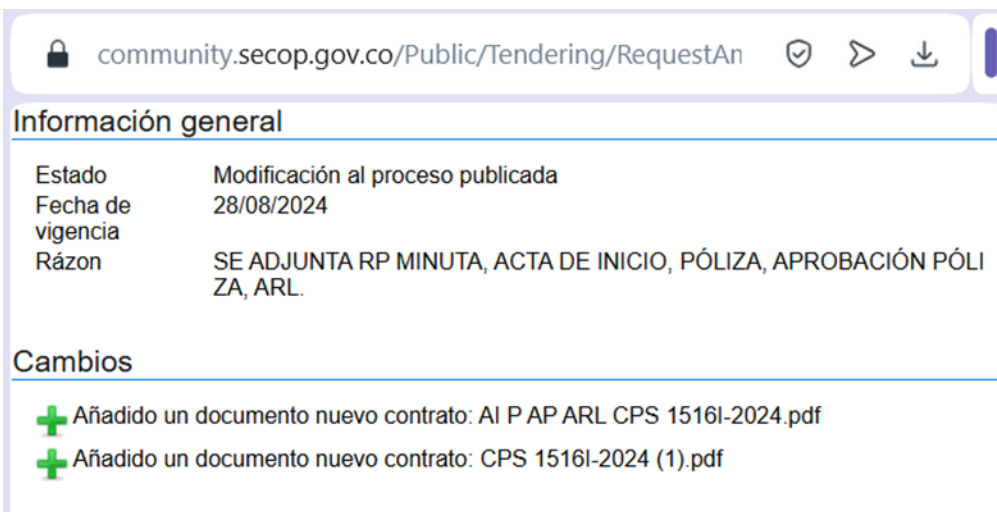 community.secop.gov.co/Public/Tendering/RequestAn
Información general
Estado Modificación al proceso publicada
Fecha de vigencia 28/08/2024
Rázon SE ADJUNTA RP MINUTA, ACTA DE INICIO, PÓLIZA, APROBACIÓN PÓLI
ZA, ARL.
Cambios
Añadido un documento nuevo contrato: AI P AP ARL CPS 1516I-2024.pdf
Añadido un documento nuevo contrato: CPS 1516I-2024 (1).pdf